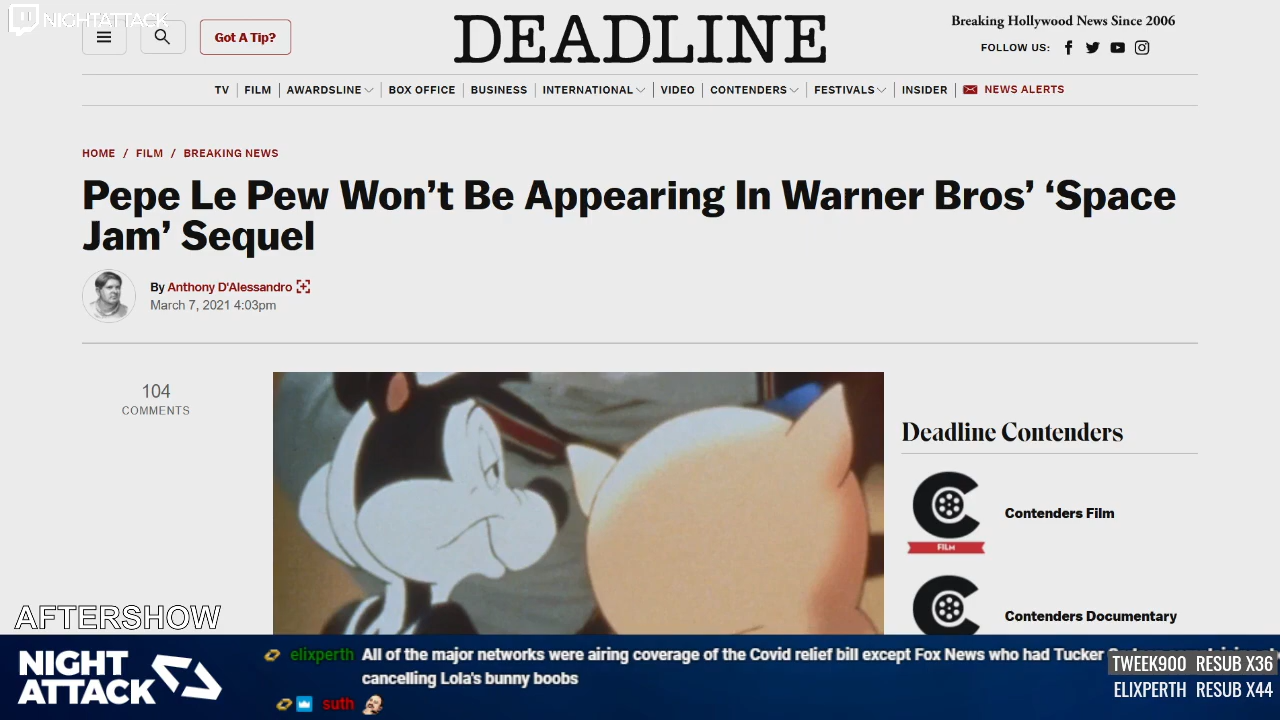 NIGHTATTACK
Got A Tip?
DEADLINE
Breaking Hollywood News Since 2006
FOLLOW US:
TV FILM AWARDSLINE BOX OFFICE BUSINESS INTERNATIONAL VIDEO CONTENDERS FESTIVALS INSIDER NEWS ALERTS
HOME / FILM / BREAKING NEWS
Pepe Le Pew Won’t Be Appearing In Warner Bros’ ‘Space
Jam’ Sequel
By Anthony D'Alessandro
March 7, 2021 4:03pm
104
COMMENTS
Deadline Contenders
FILM
Contenders Film
Contenders Documentary
AFTERSHOW
NIGHT
ATTACK
elixperth All of the major networks were airing coverage of the Covid relief bill except Fox News who had Tucker
cancelling Lola's bunny boobs
suth
TWEEK900 RESUB X36
ELIXPERTH RESUB X44